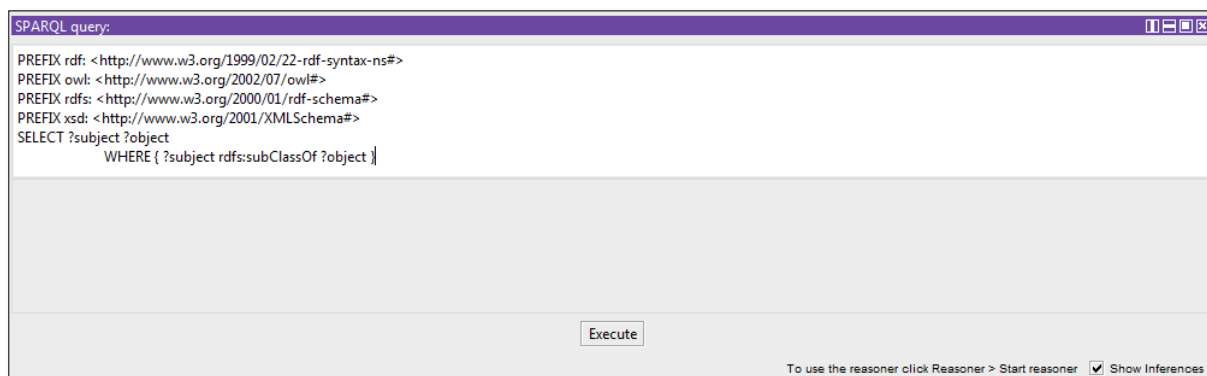 SPARQL query:
PREFIX rdf: <http://www.w3.org/1999/02/22-rdf-syntax-ns#>
PREFIX owl: <http://www.w3.org/2002/07/owl#>
PREFIX rdfs: <http://www.w3.org/2000/01/rdf-schema#>
PREFIX xsd: <http://www.w3.org/2001/XMLSchema#>
SELECT ?subject ?object
WHERE { ?subject rdfs:subClassOf ?object }
Execute
To use the reasoner click Reasoner > Start reasoner Show Inferences